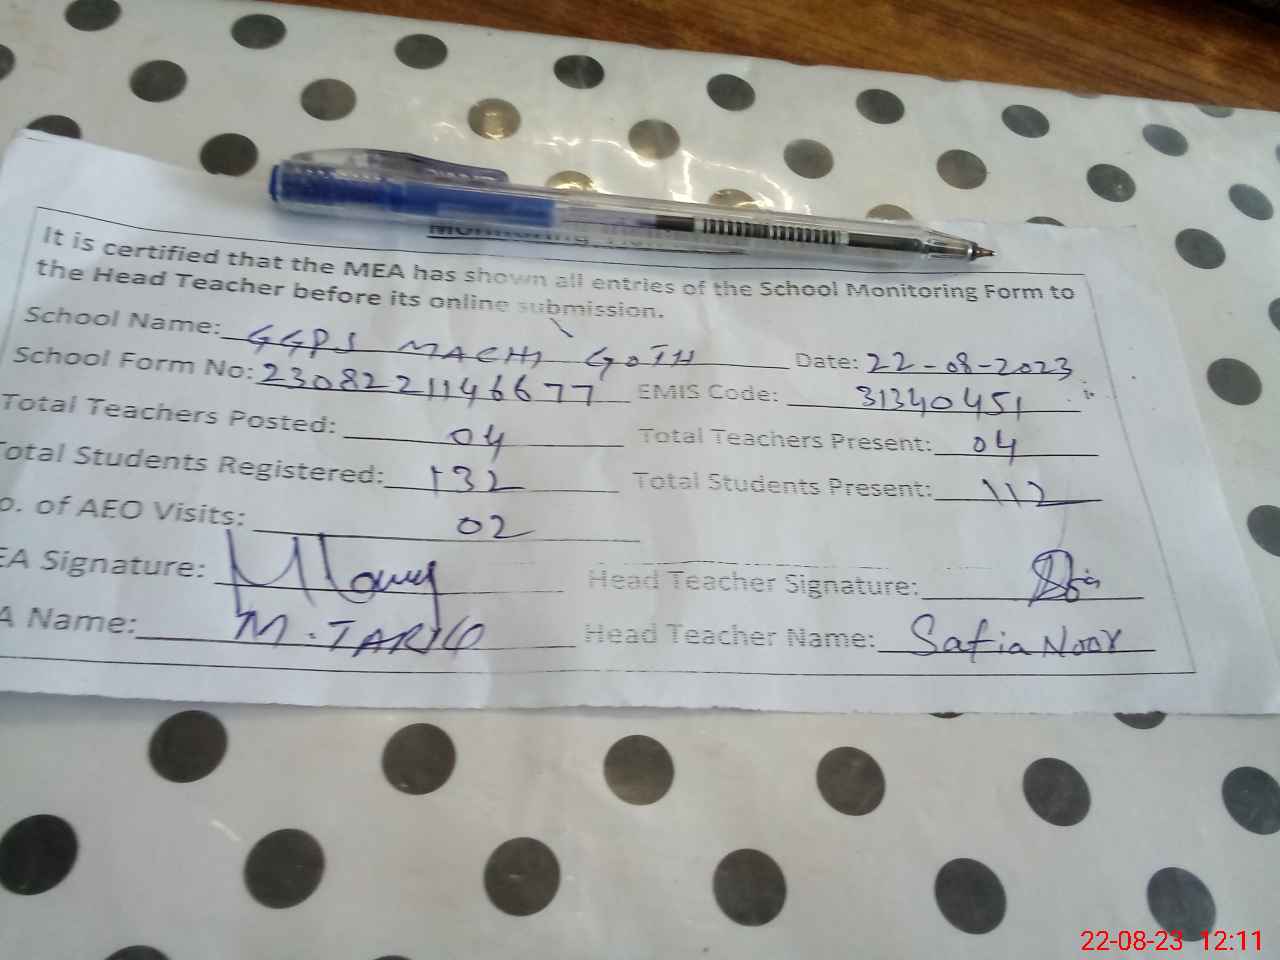 It is certified that the MEA has shown all entries of the School Monitoring Form to
the Head Teacher before its online submission.
School Name: GGPS MACHI GOTH Date: 22-08-2023
School Form No: 2308221146677 EMIS Code: 31340451
Total Teachers Posted: 04 Total Teachers Present: 04
Total Students Registered: 132 Total Students Present: 112
o. of AEO Visits: 02
EA Signature: Head Teacher Signature:
A Name: M. TARIQ Head Teacher Name: Safia Noor
22-08-23 12:11